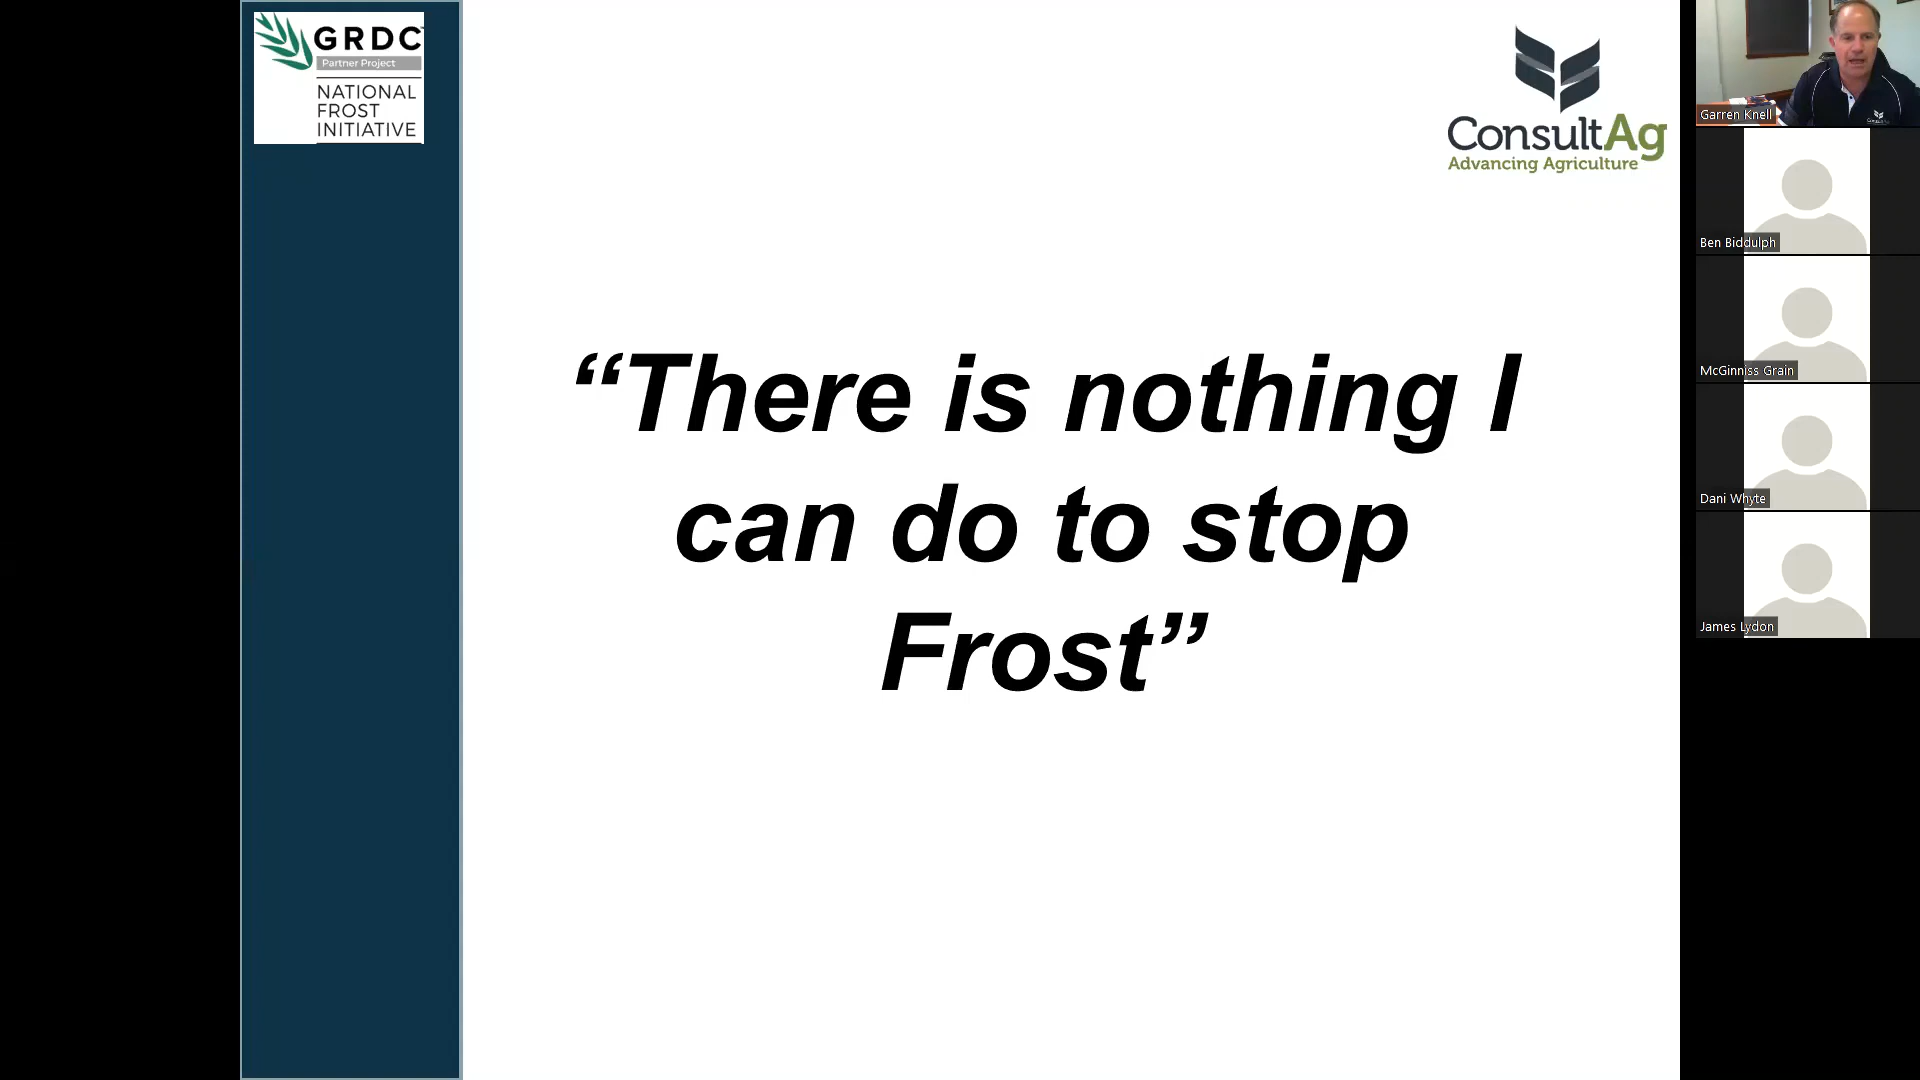 GRDC
Partner Project
NATIONAL
FROST
INITIATIVE
ConsultAg
Advancing Agriculture
“There is nothing I
can do to stop
Frost”
Garren Knell
Ben Biddulph
McGinniss Grain
Dani Whyte
James Lydon